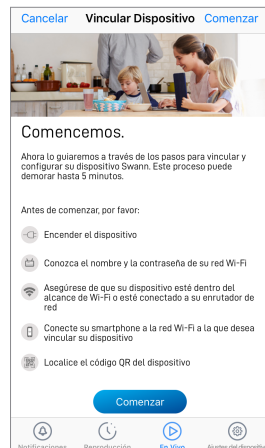 Cancelar Vincular Dispositivo Comenzar
Comencemos.
Ahora lo guiaremos a través de los pasos para vincular y
configurar su dispositivo Swann. Este proceso puede
demorar hasta 5 minutos.
Antes de comenzar, por favor:
Encender el dispositivo
Conozca el nombre y la contraseña de su red Wi-Fi
Asegúrese de que su dispositivo esté dentro del
alcance de Wi-Fi o esté conectado a su enrutador de
red
Conecte su smartphone a la red Wi-Fi a la que desea
vincular su dispositivo
Localice el código QR del dispositivo
Comenzar
Notificaciones Reproducción En Vivo Ajustes del dispositivo